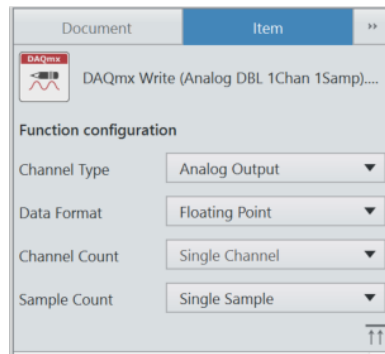 Document Item »
DAQmx
DAQmx Write (Analog DBL 1Chan 1Samp)....
Function configuration
Channel Type Analog Output
Data Format Floating Point
Channel Count Single Channel
Sample Count Single Sample